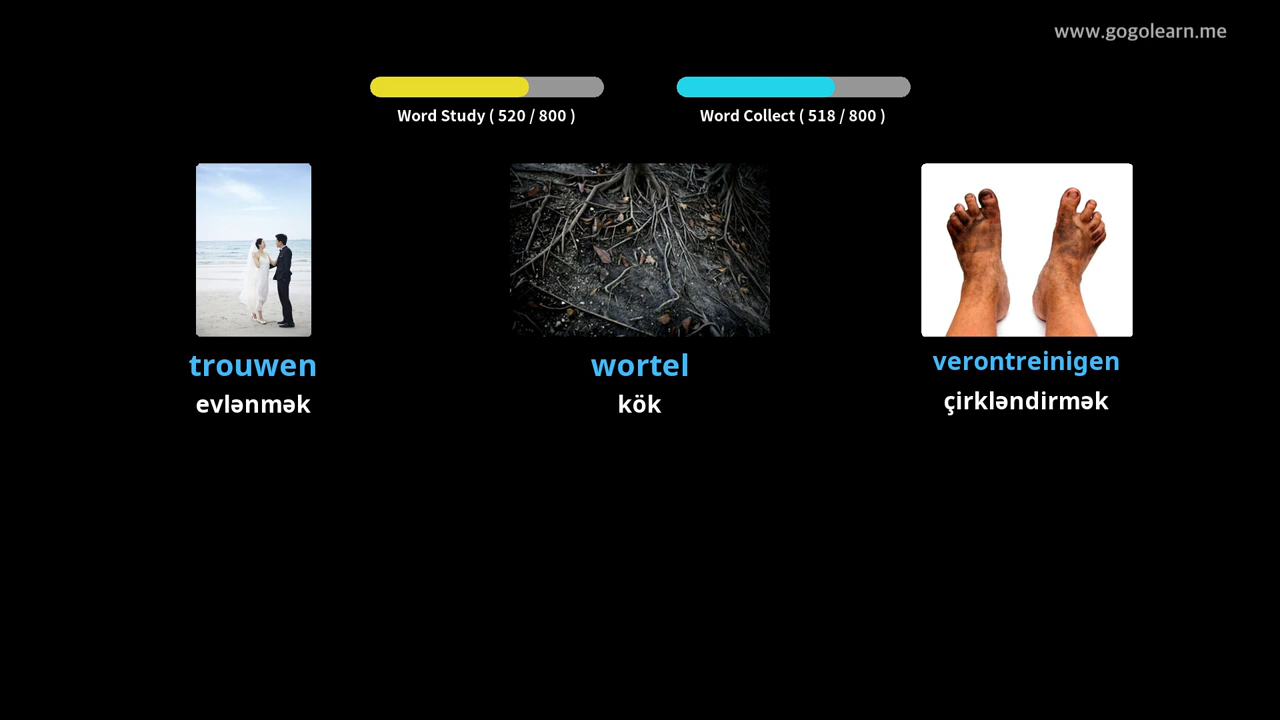 www.gogolearn.me
Word Study ( 520 / 800 )
Word Collect ( 518 / 800 )
trouwen
evlənmək
wortel
kök
verontreinigen
çirkləndirmək